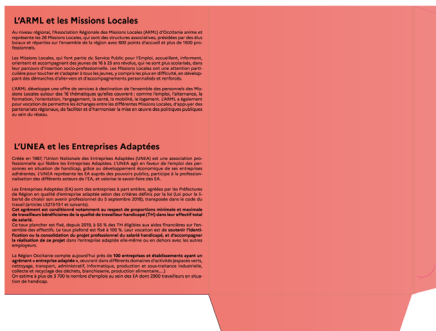 L'ARML et les Missions Locales
Au niveau régional, l'Association Régionale des Missions Locales (ARML) d'Occitanie anime et
représente les 28 Missions Locales, qui sont des structures associatives, présidées par des élus
locaux et réparties sur l'ensemble de la région avec 600 points d'accueil et plus de 1500 pro-
fessionnels.
Les Missions Locales, qui font partie du Service Public pour l'Emploi, accueillent, informent,
orientent et accompagnent des jeunes de 16 à 25 ans révolus, qui ne sont plus scolarisés, dans
leur parcours d'insertion socio-professionnelle. Les Missions Locales ont une attention parti-
culière pour toucher et s'adapter à tous les jeunes, y compris les plus en difficulté, en dévelop-
pant des démarches d'aller-vers et d'accompagnements personnalisés et renforcés.
L'ARML développe une offre de services à destination de l'ensemble des personnels des Mis-
sions Locales autour des 16 thématiques qu'elles couvrent : comme l'emploi, l'alternance, la
formation, l'orientation, l'engagement, la santé, la mobilité, le logement. L'ARML a également
pour vocation de permettre les échanges entre les différentes Missions Locales, d'appuyer des
partenariats régionaux, de faciliter et d'harmoniser la mise en œuvre des politiques publiques
au sein du réseau.
L'UNEA et les Entreprises Adaptées
Créée en 1987, l'Union Nationale des Entreprises Adaptées (UNEA) est une association pro-
fessionnelle qui fédère les Entreprises Adaptées. L'UNEA agit en faveur de l'emploi des per-
sonnes en situation de handicap, grâce au développement économique de ses entreprises
adhérentes. L'UNEA représente les EA auprès des pouvoirs publics, participe à la profession-
nalisation des différents acteurs de l'EA, et valorise le savoir-faire des EA.
Les Entreprises Adaptées (EA) sont des entreprises à part entière, agréées par les Préfectures
de Région en qualité d'entreprise adaptée selon des critères définis par la loi (Loi pour la li-
berté de choisir son avenir professionnel du 5 septembre 2018), transposée dans le code du
travail (articles L5213-13-1 et suivants).
Cet agrément est conditionné notamment au respect de proportions minimale et maximale
de travailleurs bénéficiaires de la qualité de travailleur handicapé (TH) dans leur effectif total
de salarié.
Ce taux plancher est fixé, depuis 2019, à 55 % des TH éligibles aux aides financières sur l'en-
semble des effectifs. Le taux plafond est fixé à 100 %. Leur vocation est de soutenir l'identi-
fication ou la consolidation du projet professionnel du salarié handicapé, et d'accompagner
la réalisation de ce projet dans l'entreprise adaptée elle-même ou en dehors avec les autres
employeurs.
La Région Occitanie compte aujourd'hui près de 100 entreprises et établissements ayant un
agrément « entreprise adaptée », œuvrant dans différents domaines d'activités (espaces verts,
nettoyage, transport, administratif, informatique, production et sous-traitance industrielle,
collecte et recyclage des déchets, blanchisserie, production alimentaire...)
On estime à plus de 3 700 le nombre d'emplois au sein des EA dont 2900 travailleurs en situa-
tion de handicap.